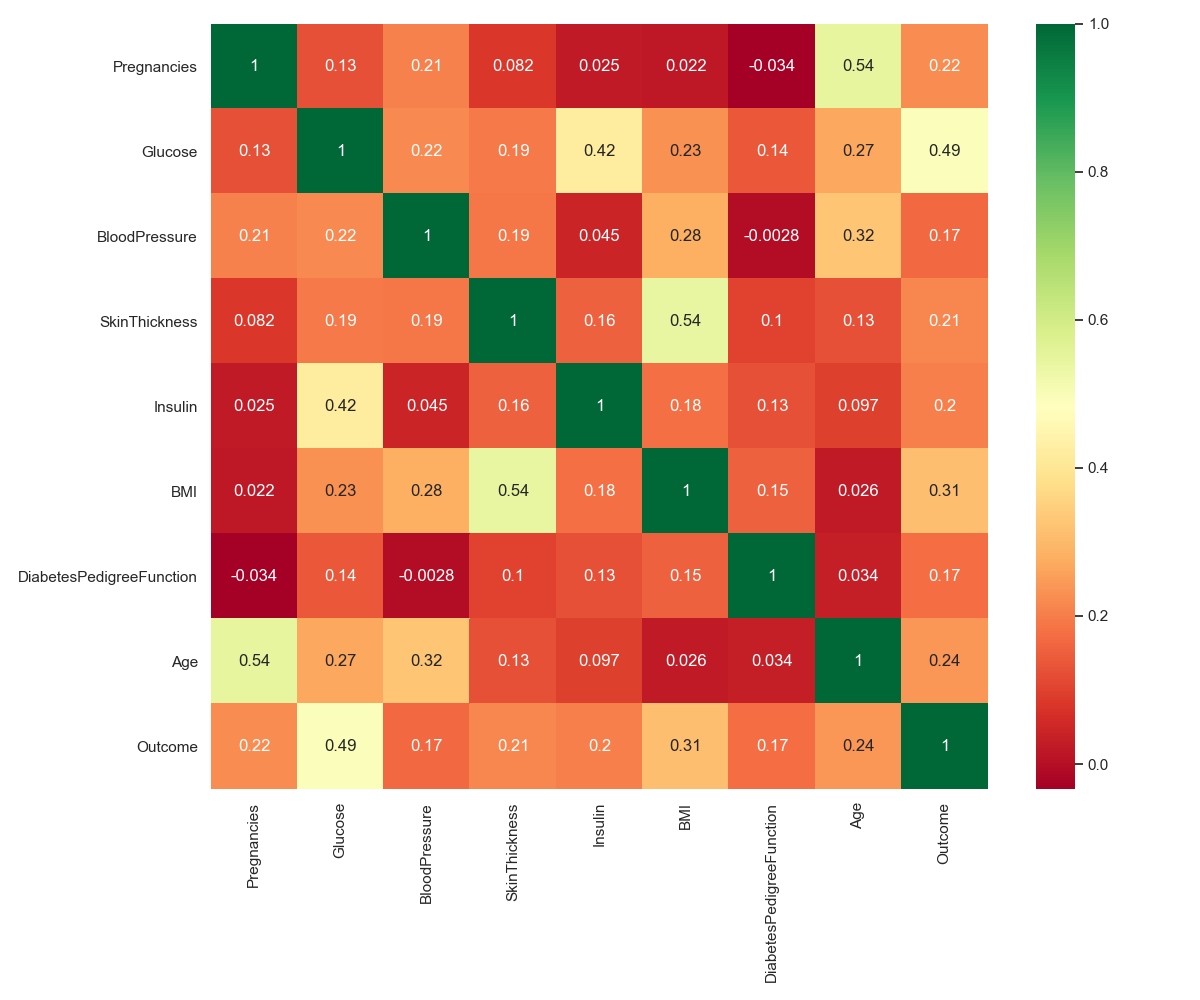 Pregnancies 1 0.13 0.21 0.082 0.025 0.022 -0.034 0.54 0.22
Glucose 0.13 1 0.22 0.19 0.42 0.23 0.14 0.27 0.49
BloodPressure 0.21 0.22 1 0.19 0.045 0.28 -0.0028 0.32 0.17
SkinThickness 0.082 0.19 0.19 1 0.16 0.54 0.1 0.13 0.21
Insulin 0.025 0.42 0.045 0.16 1 0.18 0.13 0.097 0.2
BMI 0.022 0.23 0.28 0.54 0.18 1 0.15 0.026 0.31
DiabetesPedigreeFunction -0.034 0.14 -0.0028 0.1 0.13 0.15 1 0.034 0.17
Age 0.54 0.27 0.32 0.13 0.097 0.026 0.034 1 0.24
Outcome 0.22 0.49 0.17 0.21 0.2 0.31 0.17 0.24 1
Pregnancies
Glucose
BloodPressure
SkinThickness
Insulin
BMI
DiabetesPedigreeFunction
Age
Outcome
1.0
0.8
0.6
0.4
0.2
0.0